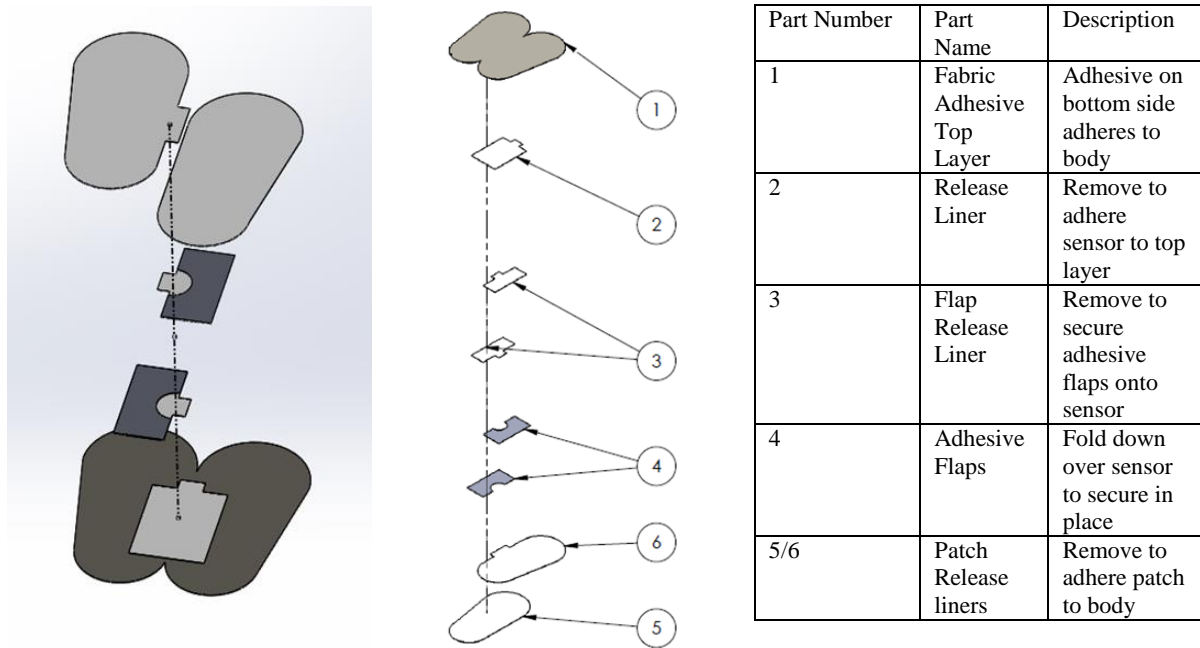 1
2
3
4
6
5
Part Number
Part
Name
Description
1
Fabric
Adhesive
Top
Layer
Adhesive on
bottom side
adheres to
body
2
Release
Liner
Remove to
adhere
sensor to top
layer
3
Flap
Release
Liner
Remove to
secure
adhesive
flaps onto
sensor
4
Adhesive
Flaps
Fold down
over sensor
to secure in
place
5/6
Patch
Release
liners
Remove to
adhere patch
to body